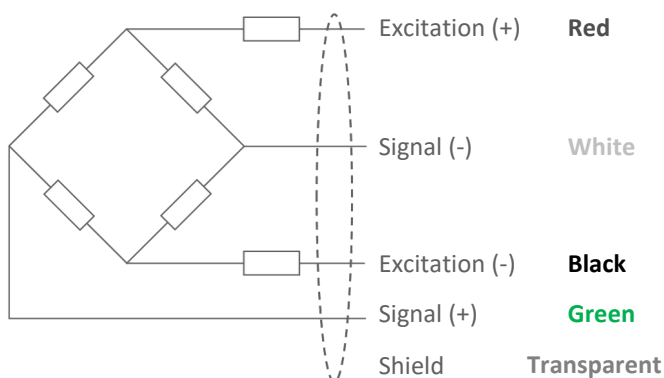 Excitation (+) Red
Signal (-) White
Excitation (-) Black
Signal (+) Green
Shield Transparent